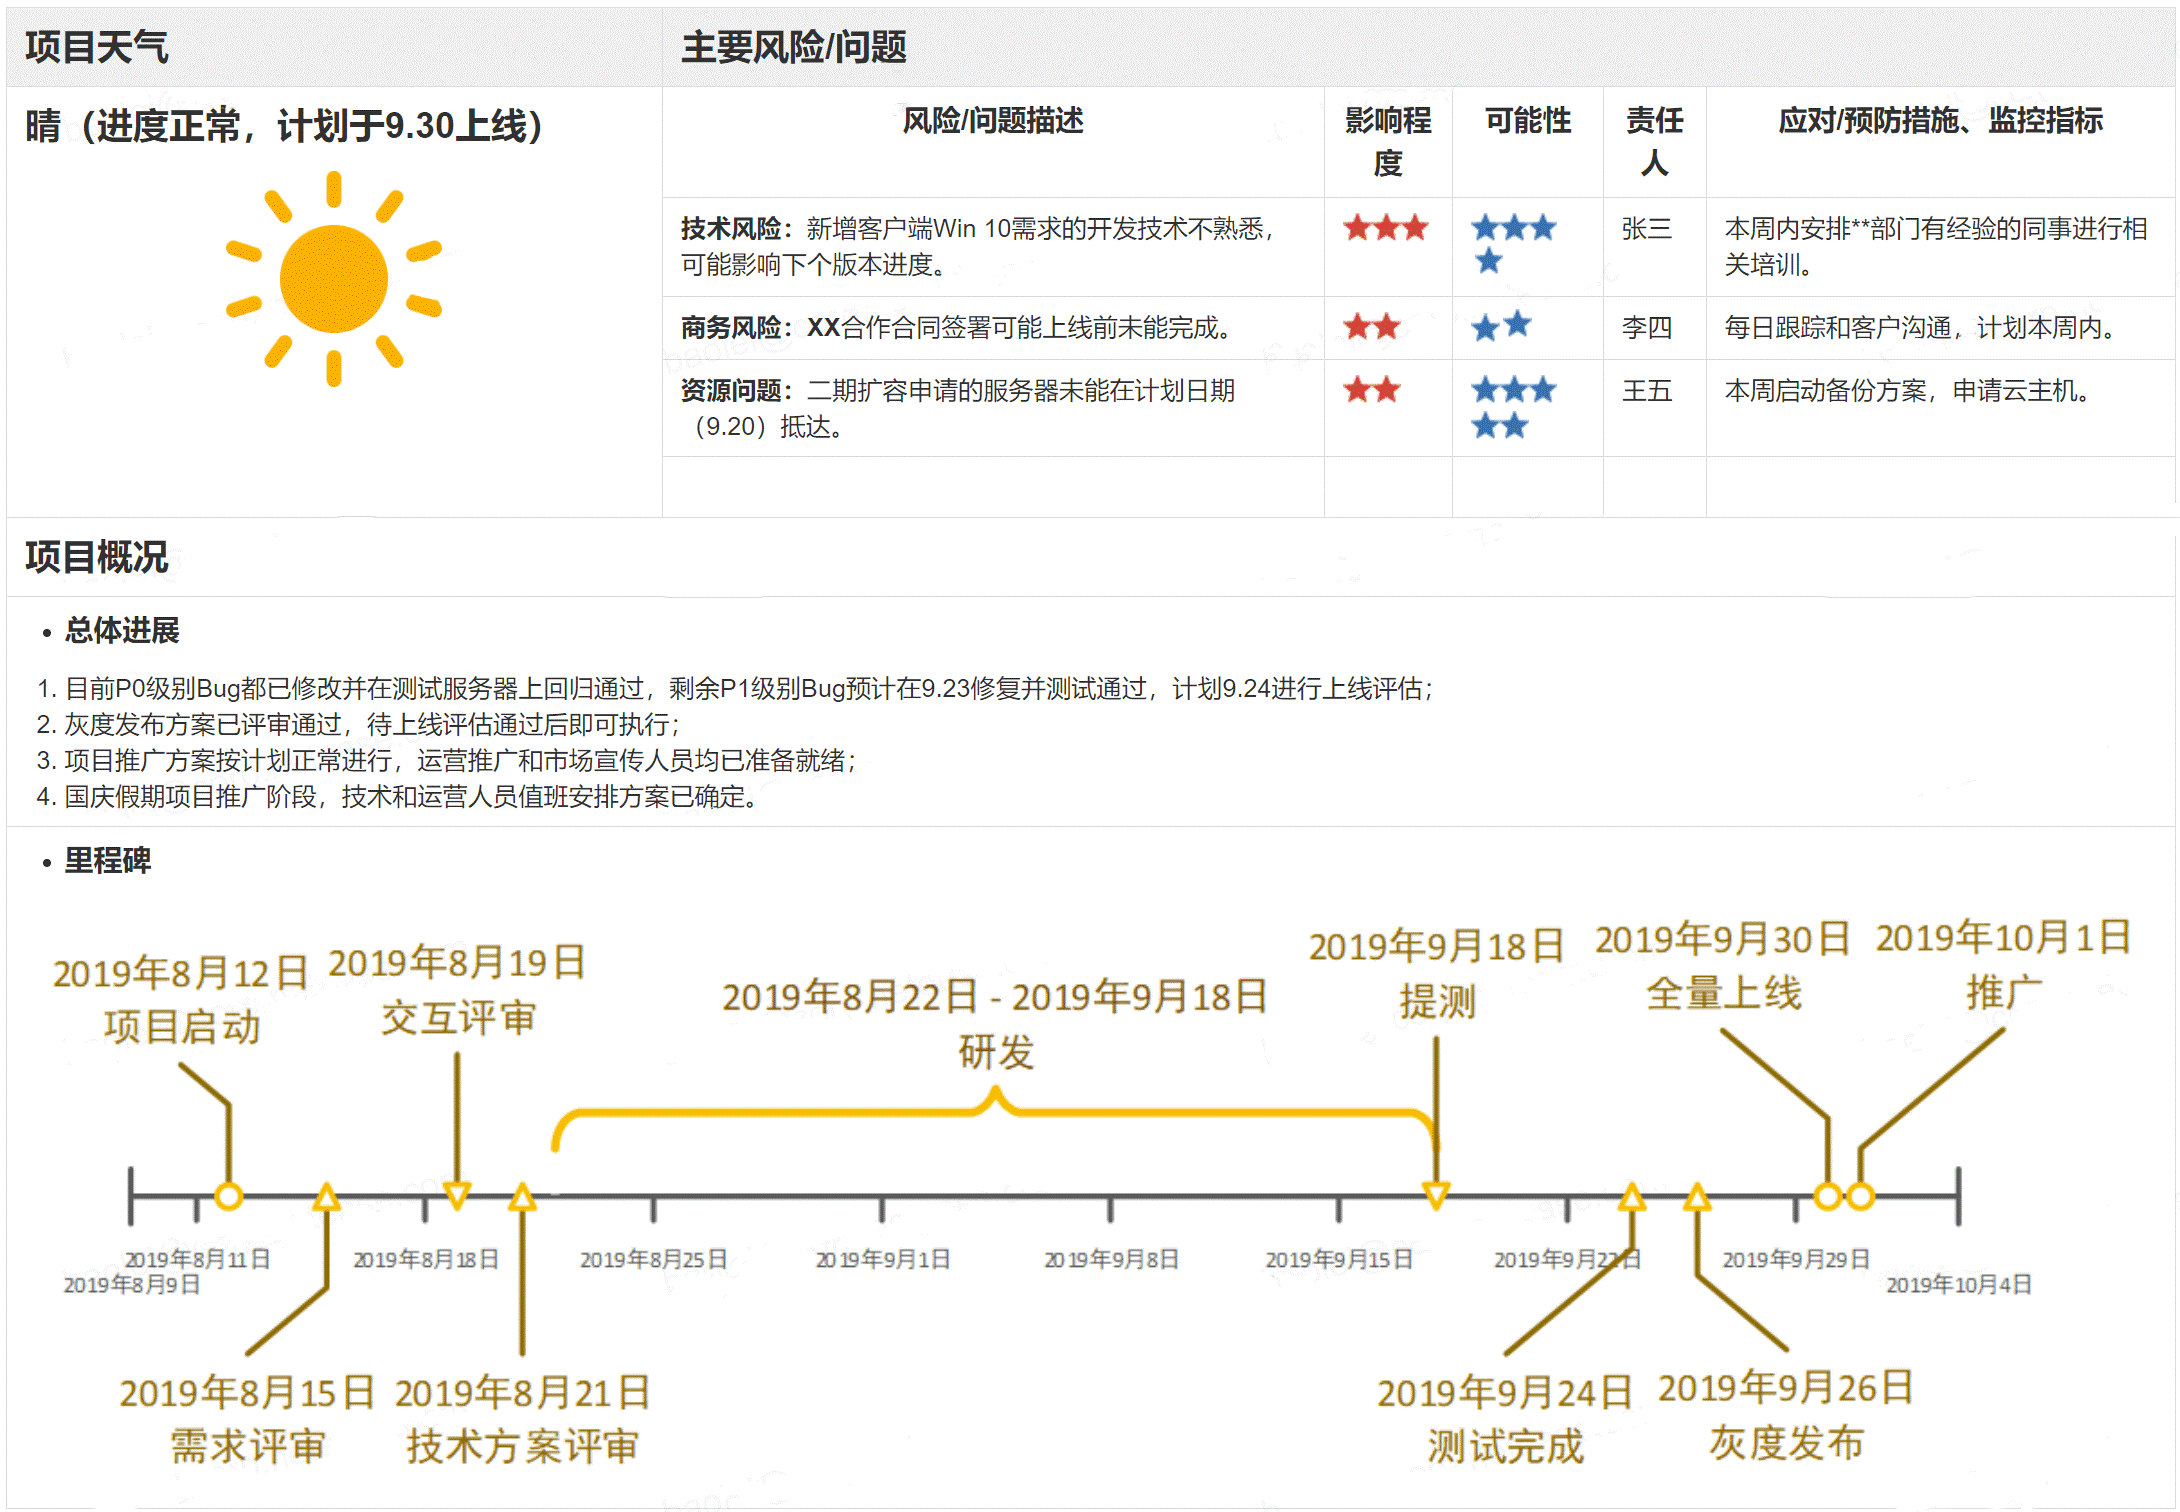 项目天气
主要风险/问题
晴（进度正常，计划于9.30上线）
风险/问题描述
影响程
度
可能性
责任
人
应对/预防措施、监控指标
技术风险：新增客户端Win 10需求的开发技术不熟悉，
可能影响下个版本进度。
张三
本周内安排**部门有经验的同事进行相
关培训。
商务风险：XX合作合同签署可能上线前未能完成。
李四
每日跟踪和客户沟通，计划本周内。
资源问题：二期扩容申请的服务器未能在计划日期
（9.20）抵达。
王五
本周启动备份方案，申请云主机。
项目概况
• 总体进展
1. 目前P0级别Bug都已修改并在测试服务器上回归通过，剩余P1级别Bug预计在9.23修复并测试通过，计划9.24进行上线评估；
2. 灰度发布方案已评审通过，待上线评估通过后即可执行；
3. 项目推广方案按计划正常进行，运营推广和市场宣传人员均已准备就绪；
4. 国庆假期项目推广阶段，技术和运营人员值班安排方案已确定。
• 里程碑
2019年8月12日
项目启动
2019年8月19日
交互评审
2019年8月22日 - 2019年9月18日
研发
2019年9月18日
提测
2019年9月30日
全量上线
2019年10月1日
推广
2019年8月9日
2019年8月11日
2019年8月18日
2019年8月25日
2019年9月1日
2019年9月8日
2019年9月15日
2019年9月22日
2019年9月29日
2019年10月4日
2019年8月15日
需求评审
2019年8月21日
技术方案评审
2019年9月24日
测试完成
2019年9月26日
灰度发布